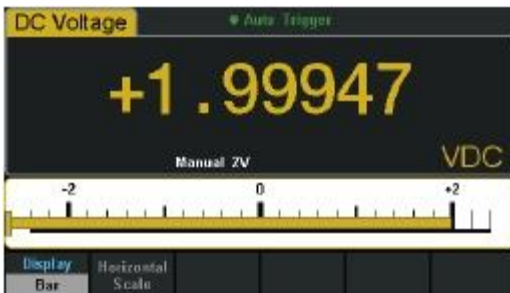 DC Voltage
Auto Trigger
+1.99947
Manual 2V
VDC
-2 0 +2
Display Horizontal
Bar Scale